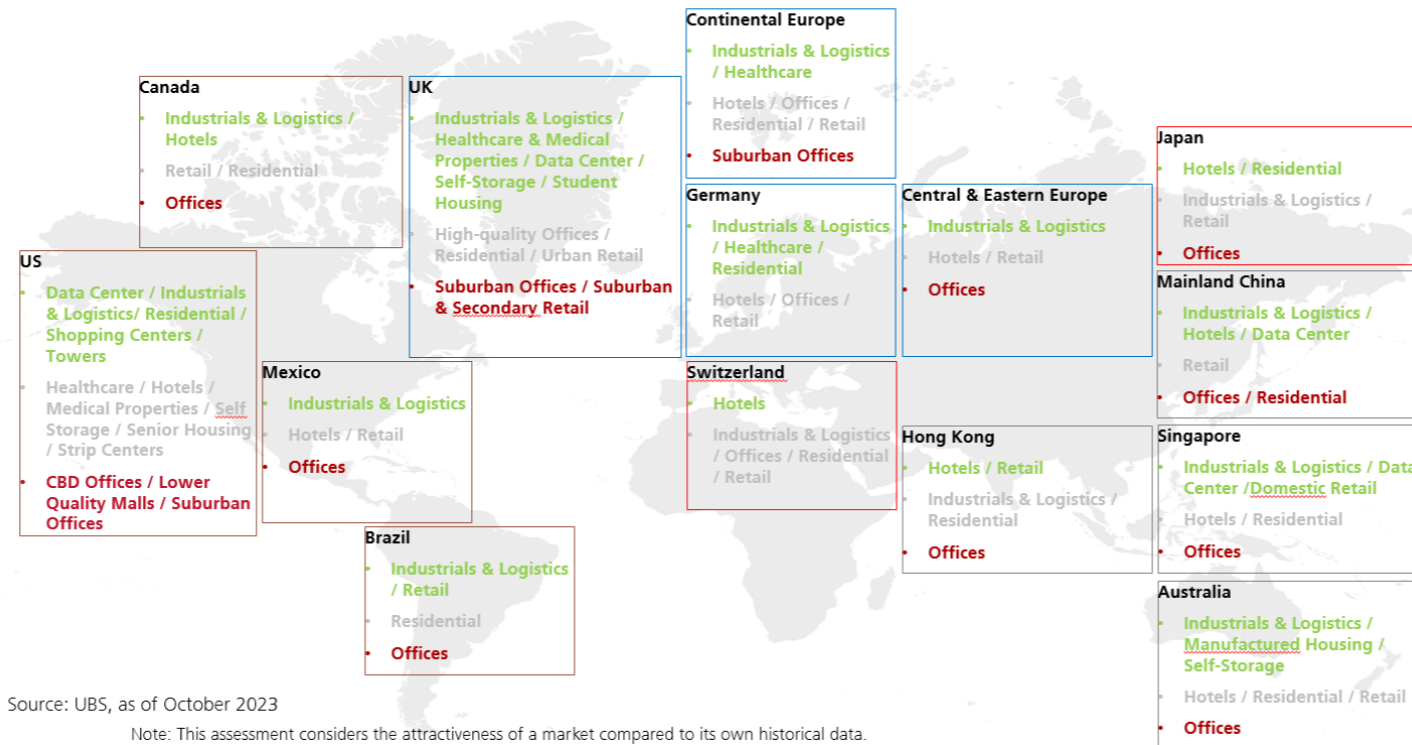 Continental Europe
Industrials & Logistics
/ Healthcare
Hotels / Offices /
Residential / Retail
Suburban Offices
Canada
Industrials & Logistics /
Hotels
Retail / Residential
Offices
UK
Industrials & Logistics /
Healthcare & Medical
Properties / Data Center /
Self-Storage / Student
Housing
High-quality Offices /
Residential / Urban Retail
Suburban Offices / Suburban
& Secondary Retail
Japan
Hotels / Residential
Industrials & Logistics /
Retail
Offices
Germany
Industrials & Logistics
/ Healthcare /
Residential
Hotels / Offices /
Retail
Central & Eastern Europe
Industrials & Logistics
Hotels / Retail
Offices
US
Data Center / Industrials
& Logistics/ Residential /
Shopping Centers /
Towers
Healthcare / Hotels /
Medical Properties / Self
Storage / Senior Housing
/ Strip Centers
CBD Offices / Lower
Quality Malls / Suburban
Offices
Mainland China
Industrials & Logistics /
Hotels / Data Center
Retail
Offices / Residential
Mexico
Industrials & Logistics
Hotels / Retail
Offices
Switzerland
Hotels
Industrials & Logistics
/ Offices / Residential
/ Retail
Hong Kong
Hotels / Retail
Industrials & Logistics /
Residential
Offices
Singapore
Industrials & Logistics / Data
Center /Domestic Retail
Hotels / Residential
Offices
Brazil
Industrials & Logistics
/ Retail
Residential
Offices
Australia
Industrials & Logistics /
Manufactured Housing /
Self-Storage
Hotels / Residential / Retail
Offices
Source: UBS, as of October 2023
Note: This assessment considers the attractiveness of a market compared to its own historical data.